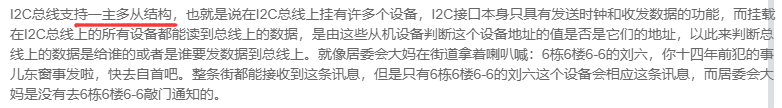 I2C总线支持一主多从结构，也就是说在I2C总线上挂有许多个设备，I2C接口本身只具有发送时钟和收发数据的功能，而挂载
在I2C总线上的所有设备都能读到总线上的数据，是由这些从机设备判断这个设备地址的值是否是它们的地址，以此来判断总
线上的数据是给谁的或者是谁要发数据到总线上。就像居委会大妈在街道拿着喇叭喊：6栋6楼6-6的刘六，你十四年前犯的事
儿东窗事发啦，快去自首吧。整条街都能接收到这条讯息，但是只有6栋6楼6-6的刘六这个设备会相应这条讯息，而居委会大
妈是没有去6栋6楼6-6敲门通知的。